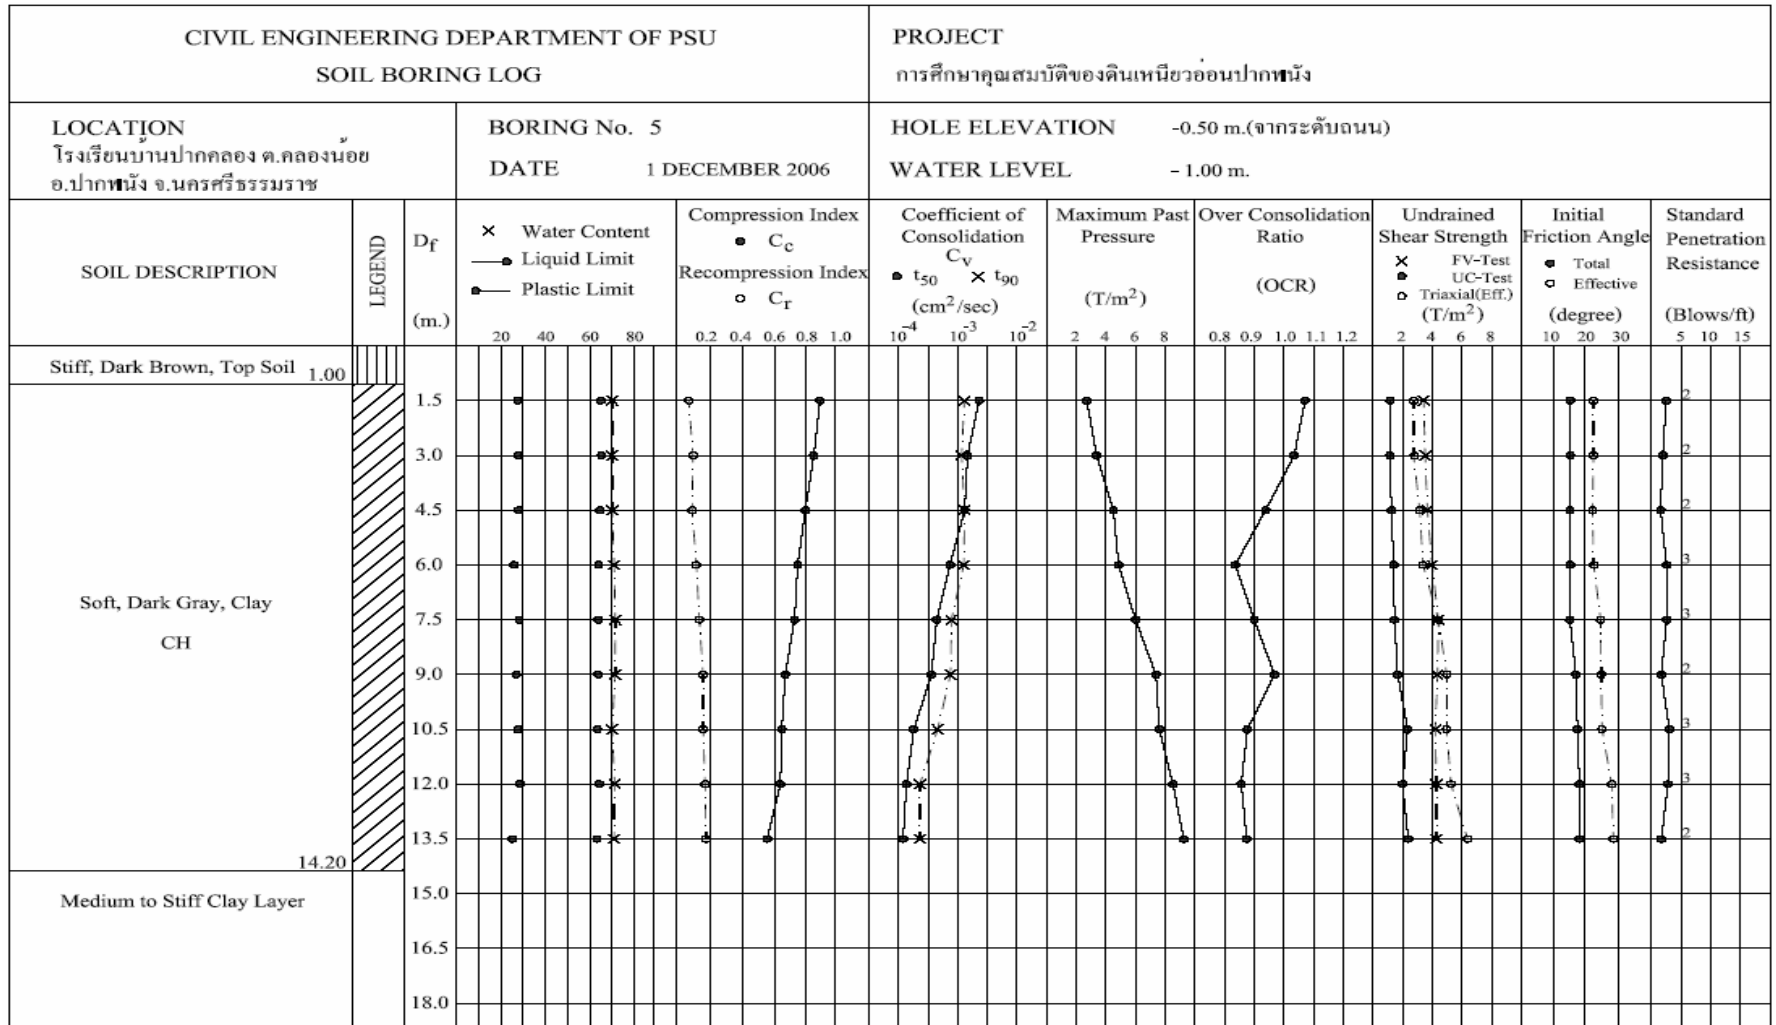 CIVIL ENGINEERING DEPARTMENT OF PSU
SOIL BORING LOG
PROJECT
การศึกษาคุณสมบัติของดินเหนียวอ่อนปากพนัง
LOCATION
โรงเรียนบ้านปากคลอง ต.คลองน้อย
อ.ปากพนัง จ.นครศรีธรรมราช
BORING No. 5
DATE 1 DECEMBER 2006
HOLE ELEVATION -0.50 m.(จากระดับถนน)
WATER LEVEL - 1.00 m.
SOIL DESCRIPTION
LEGEND
Df
(m.)
Water Content
Liquid Limit
Plastic Limit
20 40 60 80
Compression Index
Cc
Recompression Index
Cr
0.2 0.4 0.6 0.8 1.0
Coefficient of
Consolidation
Cv
t50 t90
(cm2/sec)
10-4 10-3 10-2
Maximum Past
Pressure
(T/m2)
2 4 6 8
Over Consolidation
Ratio
(OCR)
0.8 0.9 1.0 1.1 1.2
Undrained
Shear Strength
FV-Test
UC-Test
Triaxial(Eff.)
(T/m2)
2 4 6 8
Initial
Friction Angle
Total
Effective
(degree)
10 20 30
Standard
Penetration
Resistance
(Blows/ft)
5 10 15
Stiff, Dark Brown, Top Soil 1.00
1.5 2
3.0 2
4.5 2
6.0 3
Soft, Dark Gray, Clay
7.5 3
CH
9.0 2
10.5 3
12.0 3
13.5 2
14.20
Medium to Stiff Clay Layer
15.0
16.5
18.0